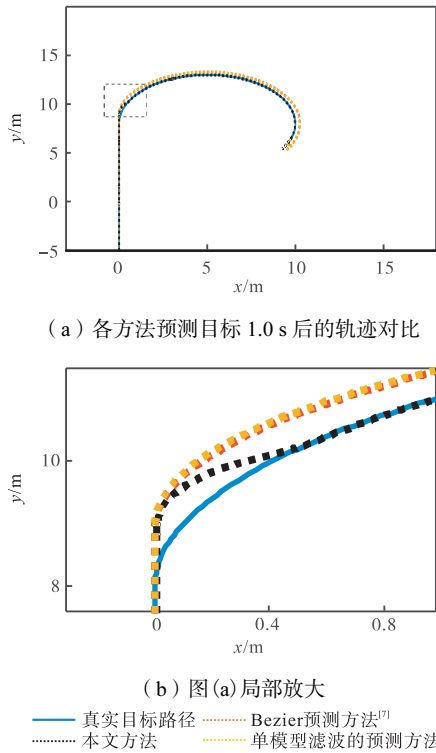 15
10
5
0
−5
y/m
0
5
10
15
x/m
(a)各方法预测目标 1.0 s 后的轨迹对比
10
8
y/m
0
0.4
0.8
x/m
(b)图(a)局部放大
真实目标路径
Bezier预测方法[7]
本文方法
单模型滤波的预测方法